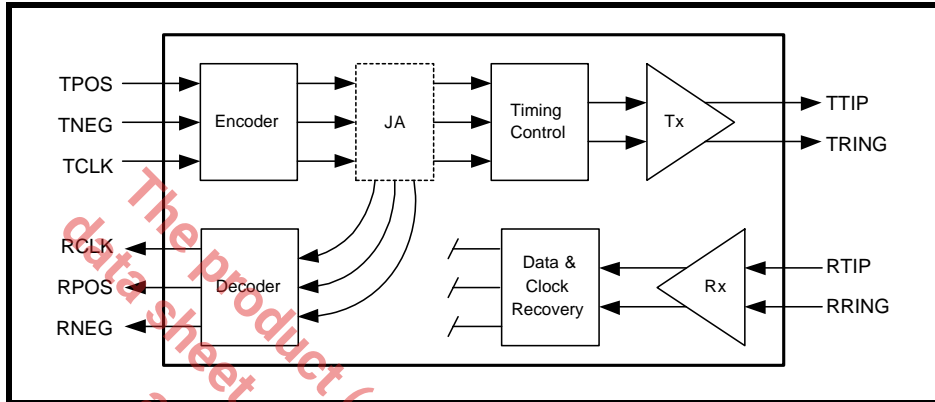 TPOS
TNEG
TCLK
Encoder
JA
Timing
Control
Tx
TTIP
TRING
RCLK
RPOS
RNEG
Decoder
Data &
Clock
Recovery
Rx
RTIP
RRING
The product (
data sheet